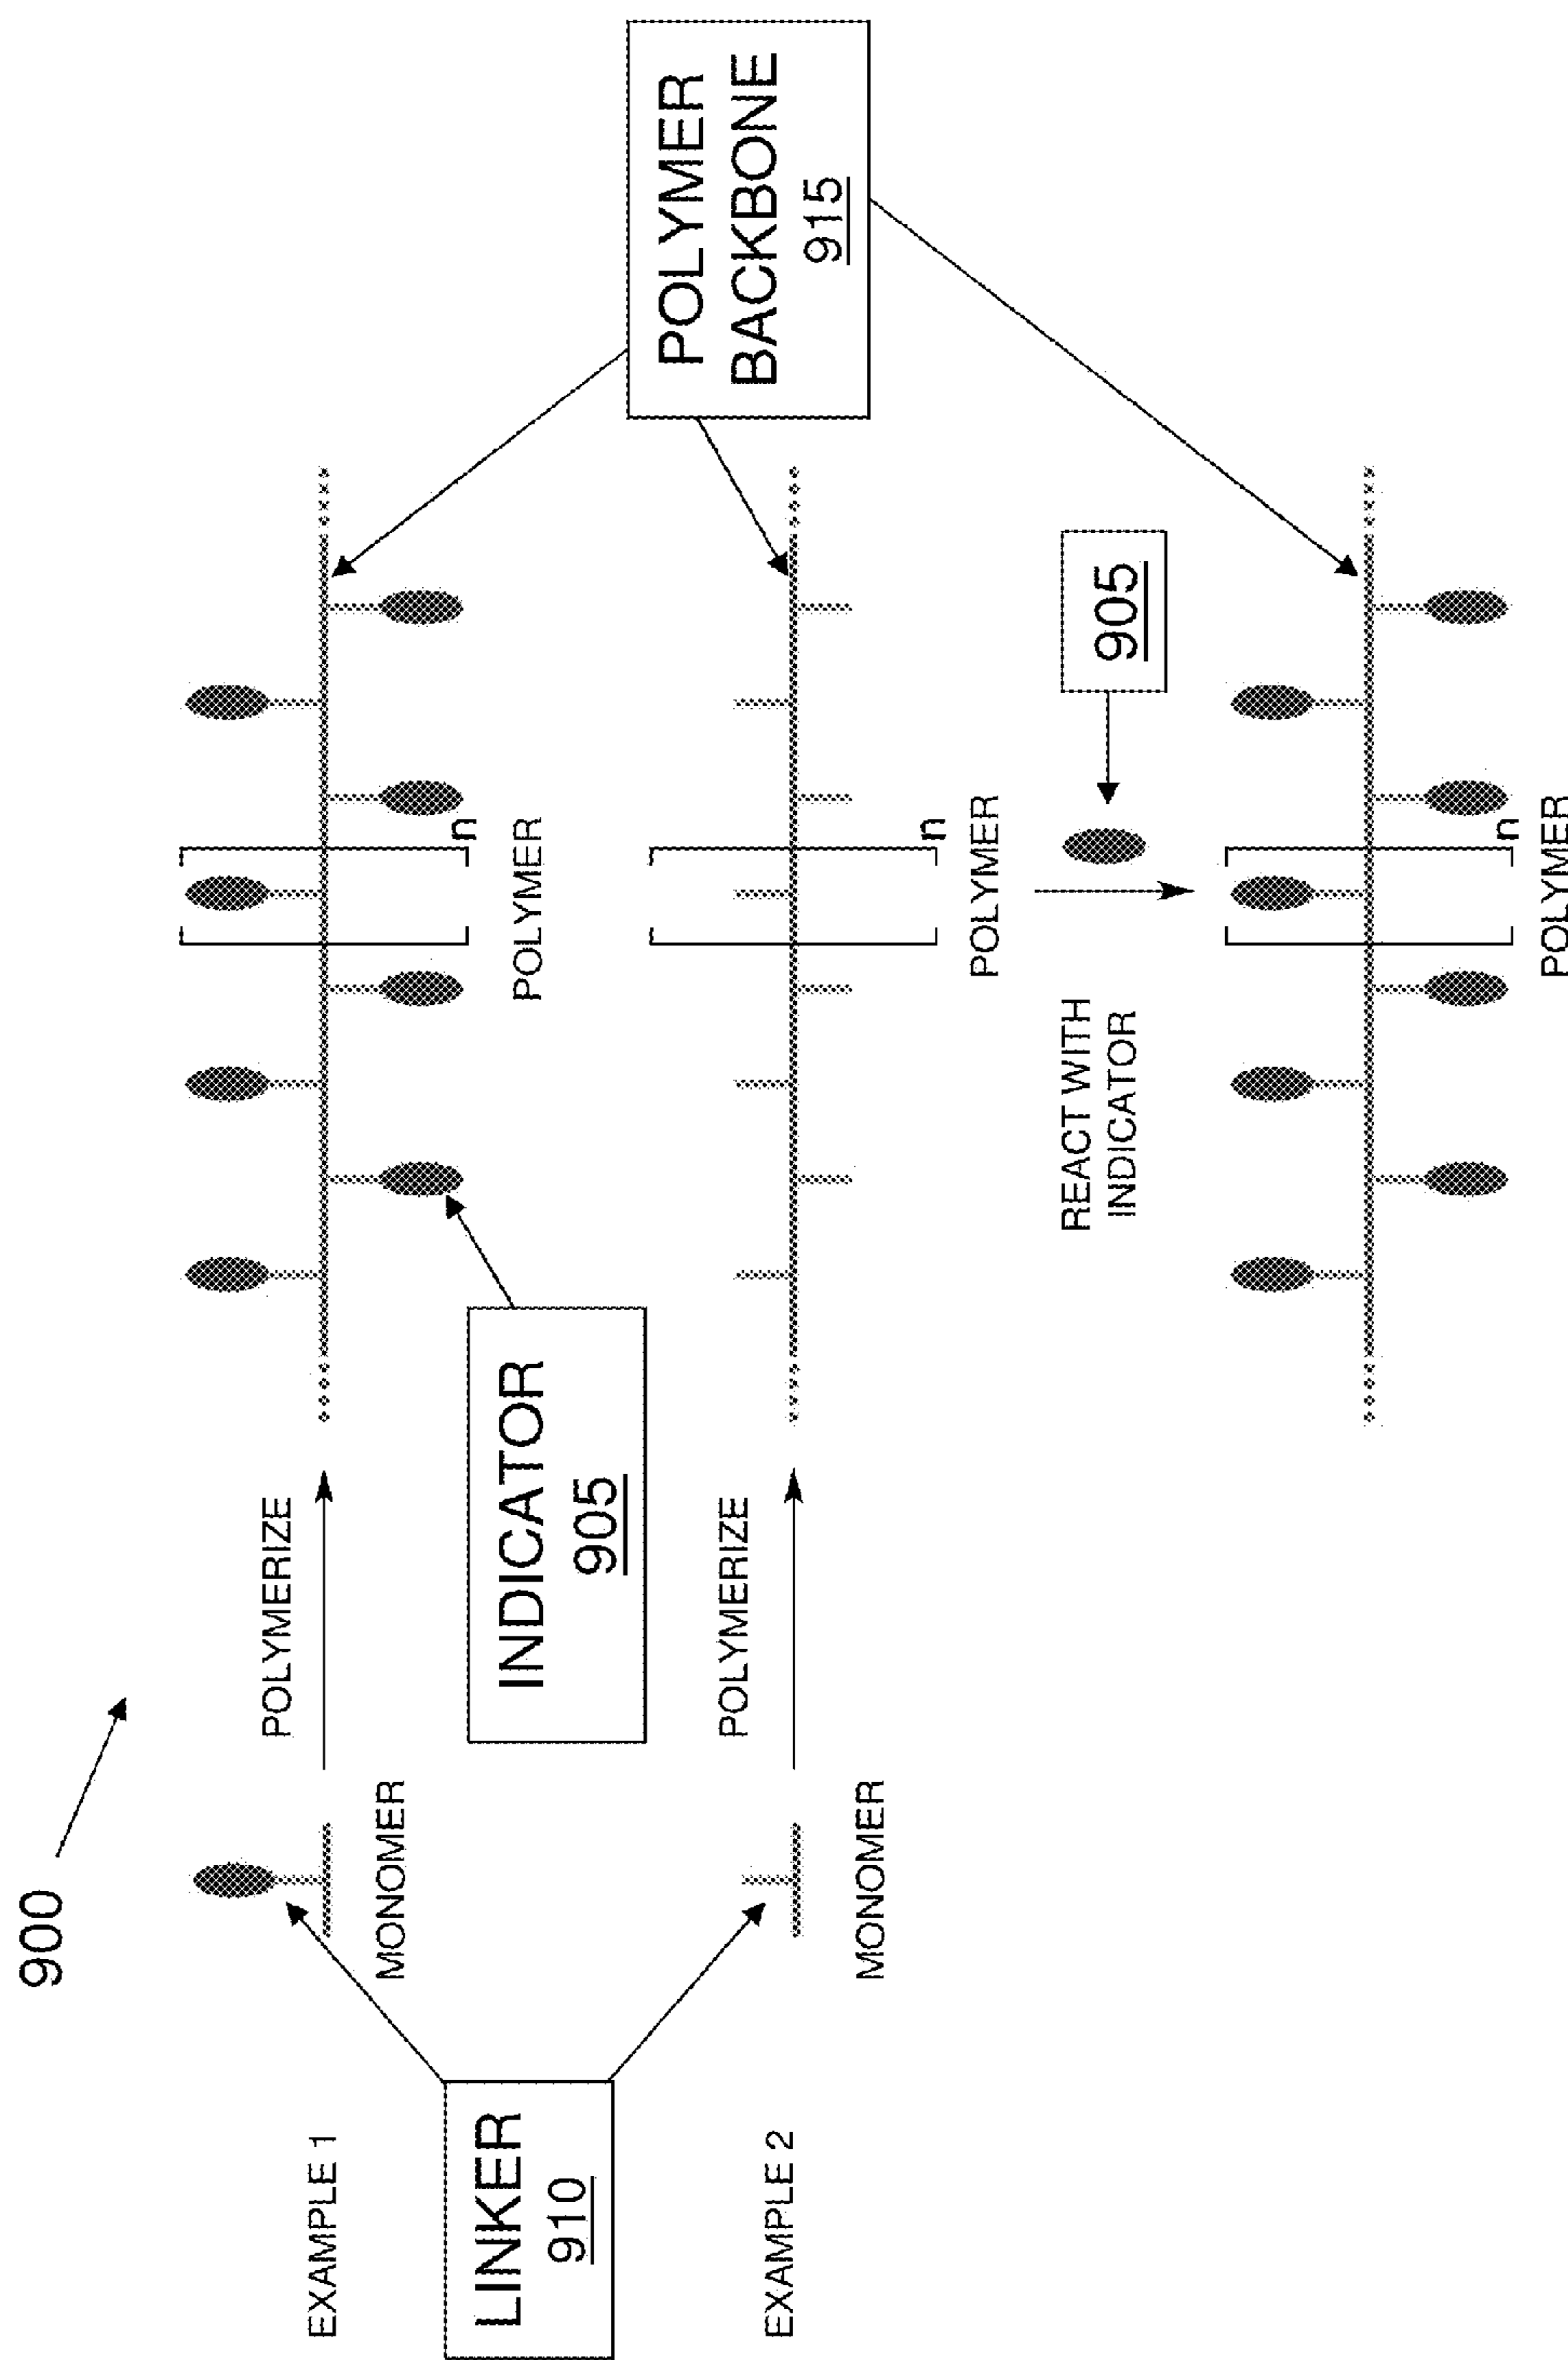 900
EXAMPLE 1
LINKER
910
EXAMPLE 2
MONOMER
POLYMERIZE
INDICATOR
905
MONOMER
POLYMERIZE
n
POLYMER
n
POLYMER
REACT WITH
INDICATOR
905
n
POLYMER
POLYMER
BACKBONE
915